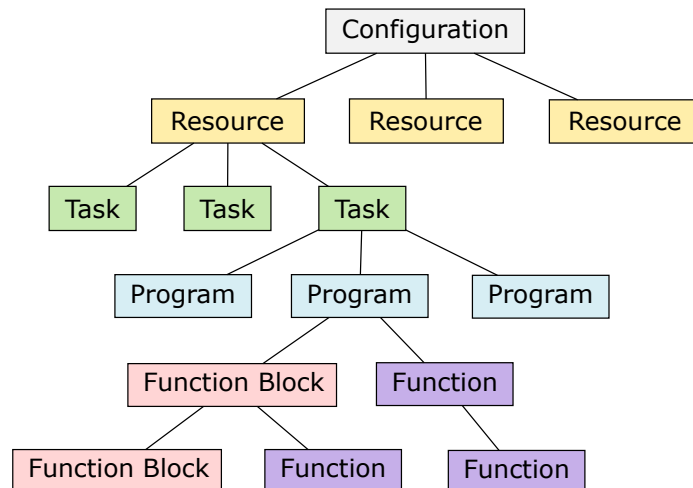 Configuration
Resource
Resource
Resource
Task
Task
Task
Program
Program
Program
Function Block
Function
Function Block
Function
Function